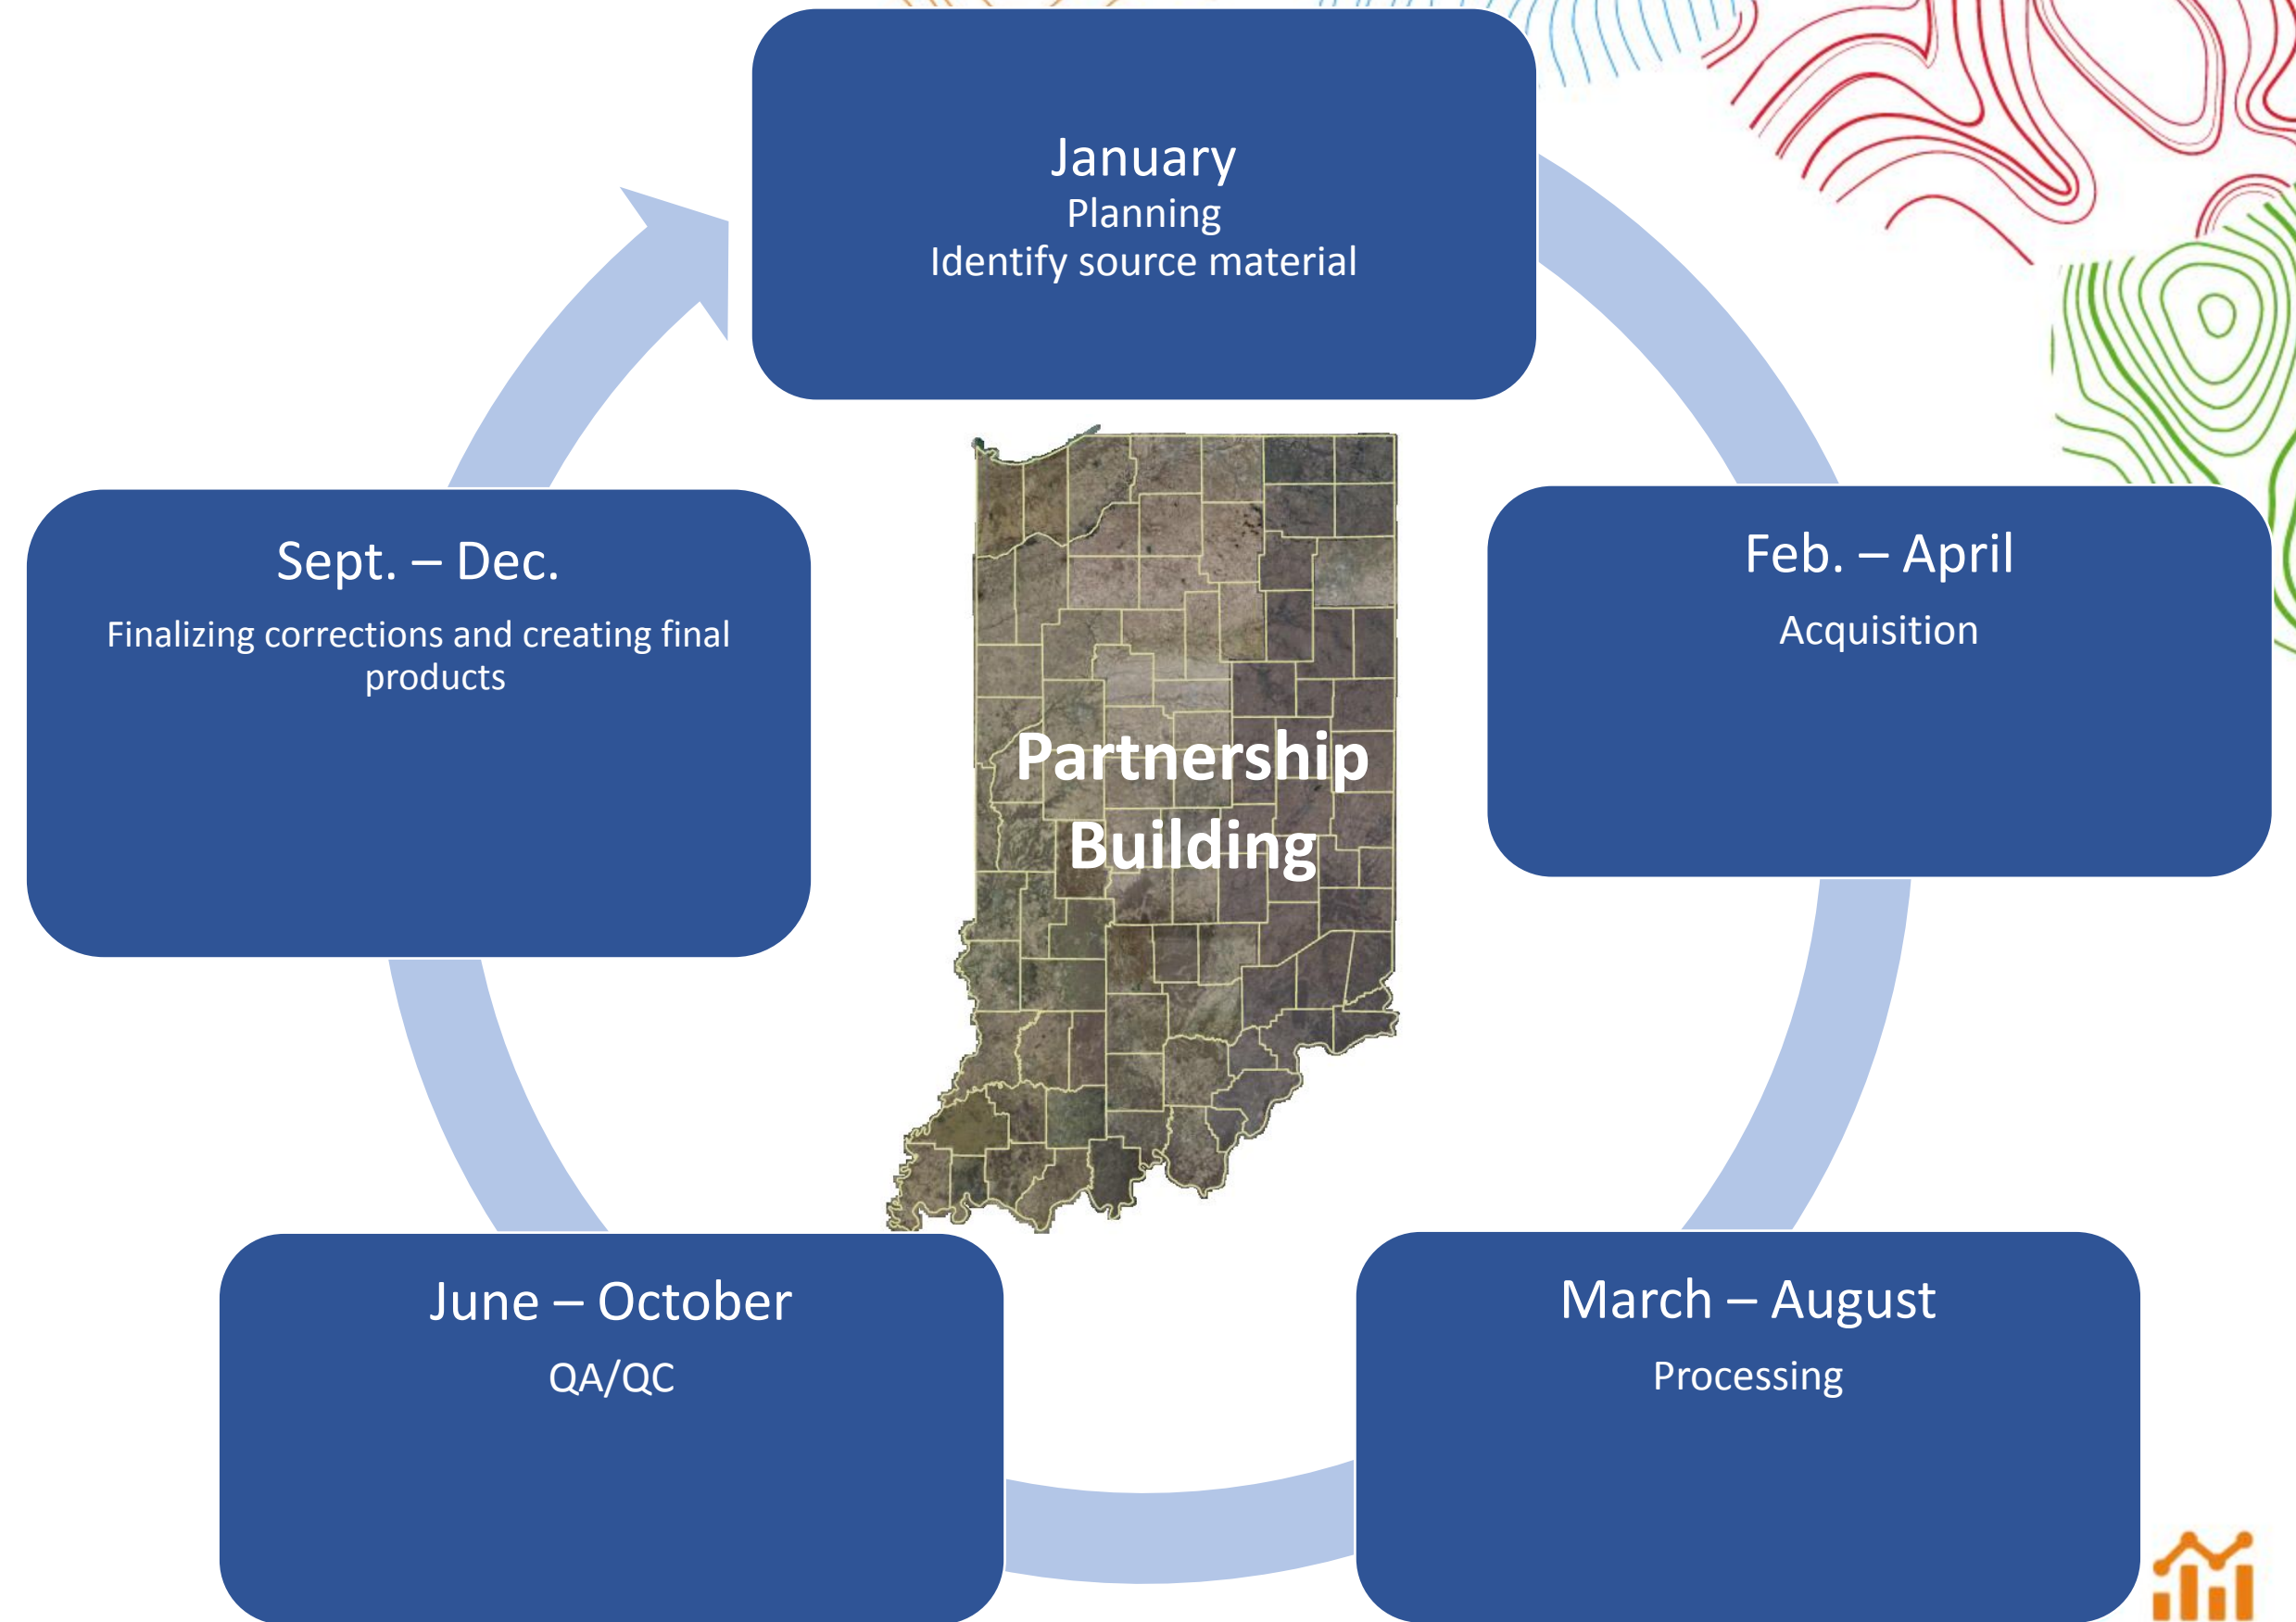 January
Planning
Identify source material
Feb. – April
Acquisition
March – August
Processing
June – October
QA/QC
Sept. – Dec.
Finalizing corrections and creating final
products
Partnership
Building